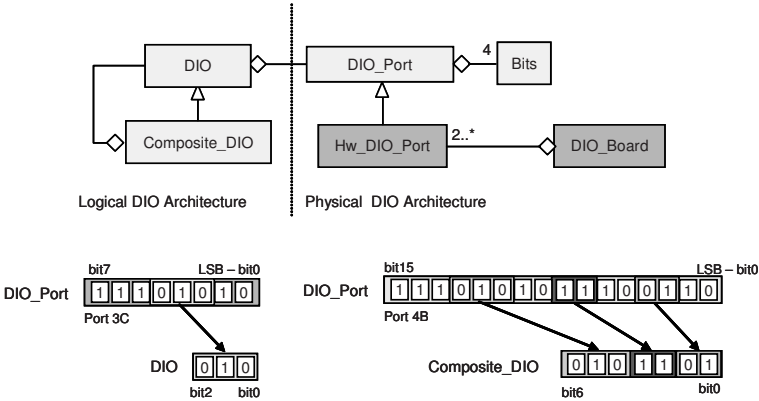 4
DIO
DIO_Port
Bits
Composite_DIO
Hw_DIO_Port
2..*
DIO_Board
Logical DIO Architecture
Physical DIO Architecture
bit7
LSB – bit0
DIO_Port
1 1 1 0 1 0 1 0
Port 3C
DIO
0 1 0
bit2
bit0
bit15
LSB – bit0
DIO_Port
1 1 1 0 1 0 1 0 1 1 1 0 0 1 1 0
Port 4B
Composite_DIO
0 1 0 1 1 0 1
bit6
bit0